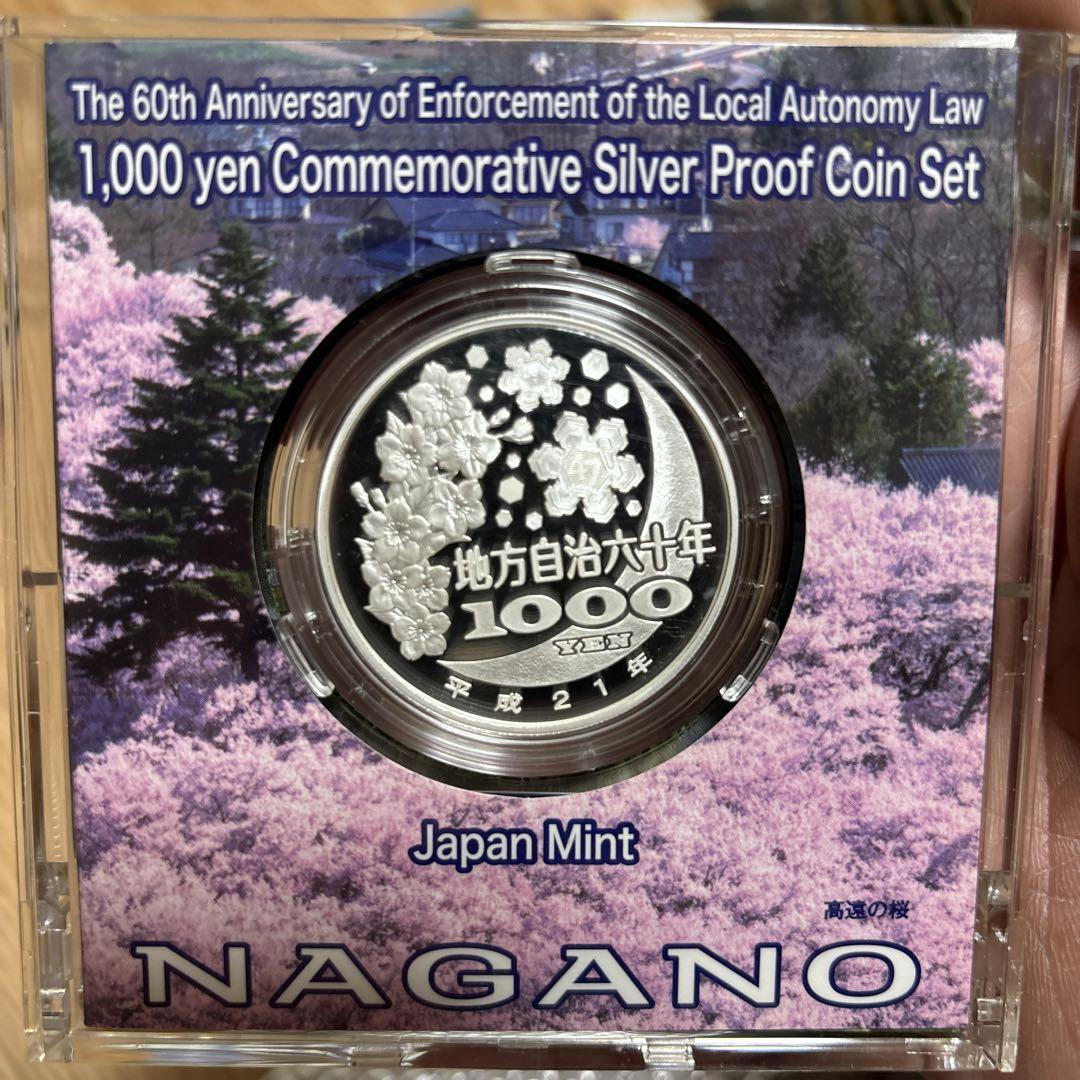 The 60th Anniversary of Enforcement of the Local Autonomy Law
1,000 yen Commemorative Silver Proof Coin Set
地方自治六十年
1000
YEN
平成21年
Japan Mint
高遠の桜
NAGANO